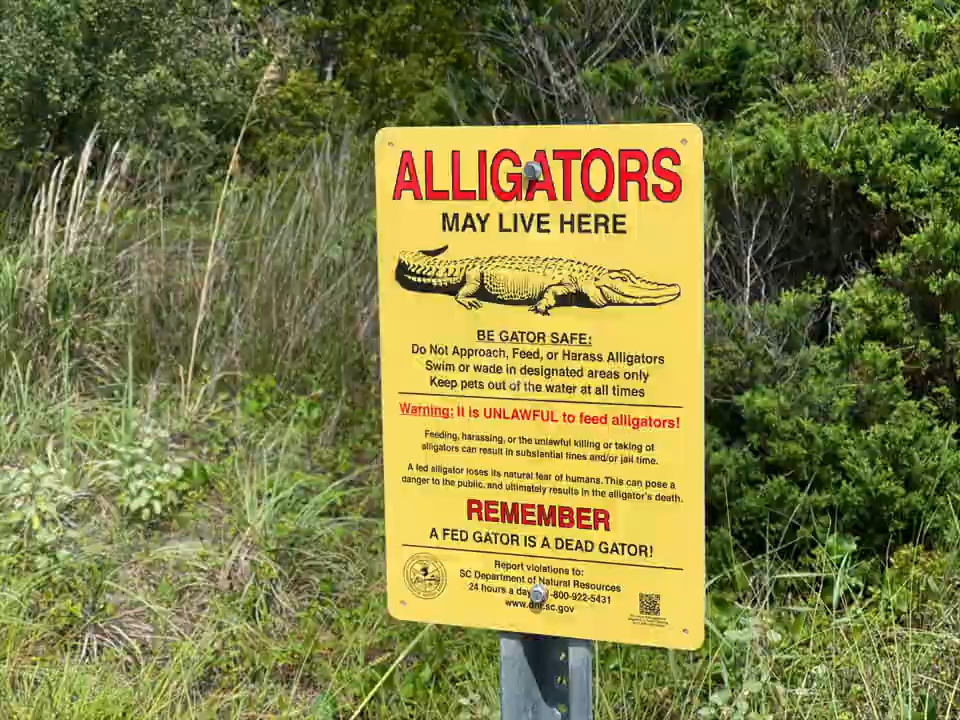 ALLIGATORS
MAY LIVE HERE
BE GATOR SAFE:
Do Not Approach, Feed, or Harass Alligators
Swim or wade in designated areas only
Keep pets out of the water at all times
Warning: It is UNLAWFUL to feed alligators!
Feeding, harassing, or the unlawful killing or taking of
alligators can result in substantial fines and/or jail time.
A fed alligator loses its natural fear of humans. This can pose a
danger to the public, and ultimately results in the alligator's death.
REMEMBER
A FED GATOR IS A DEAD GATOR!
Report violations to:
SC Department of Natural Resources
24 hours a day -800-922-5431
www.dnr.sc.gov